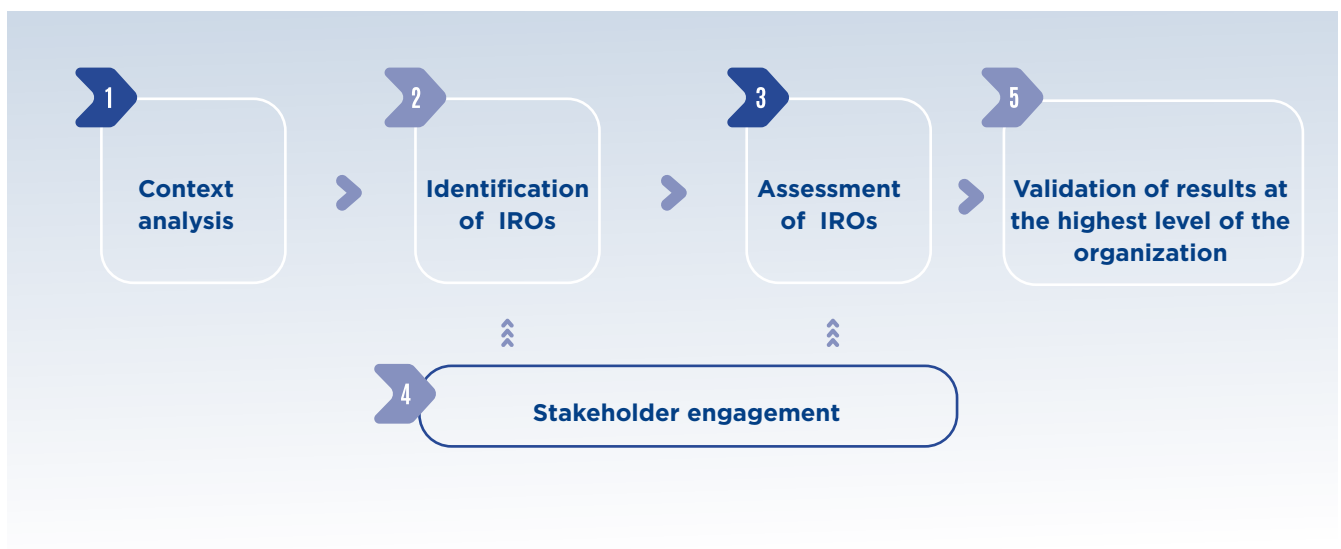 1
Context
analysis
2
Identification
of IROs
3
Assessment
of IROs
5
Validation of results at
the highest level of the
organization
4
Stakeholder engagement